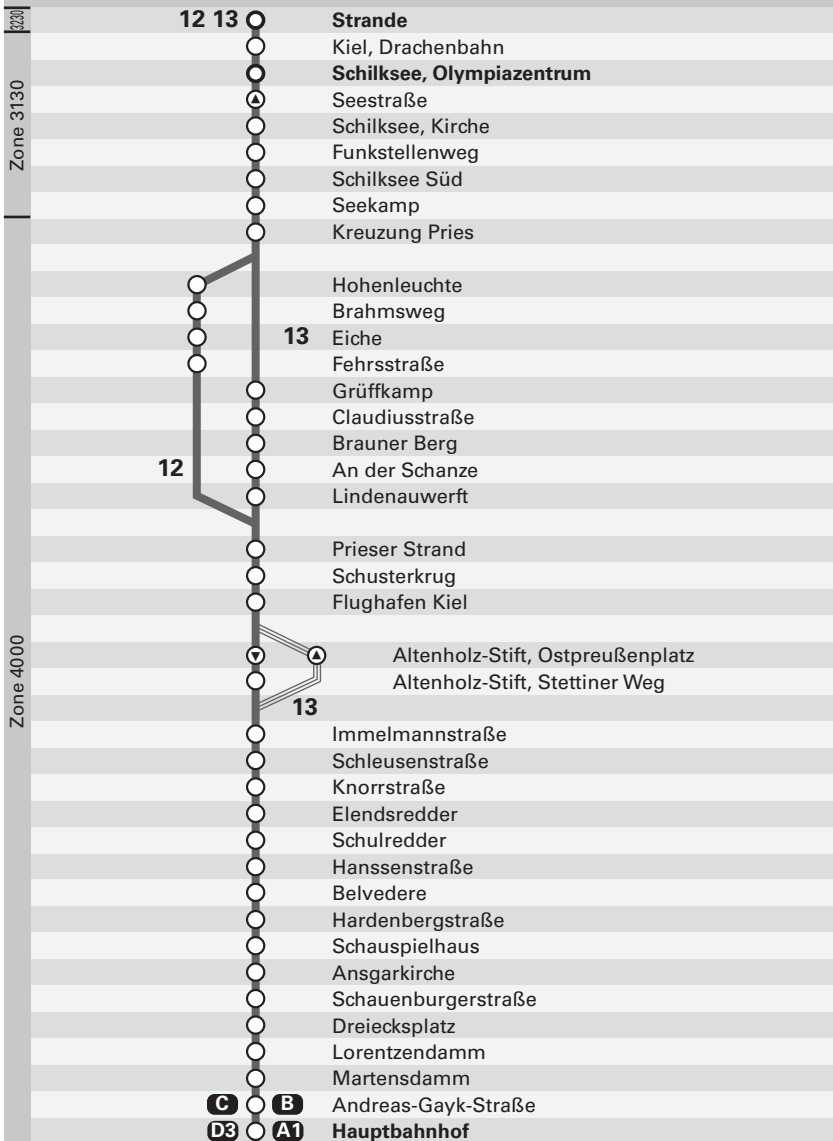 3230
12 13 Strande
Kiel, Drachenbahn
Schilksee, Olympiazentrum
Seestraße
Zone 3130
Schilksee, Kirche
Funkstellenweg
Schilksee Süd
Seekamp
Kreuzung Pries
Hohenleuchte
Brahmsweg
13 Eiche
Fehrsstraße
Grüffkamp
Claudiusstraße
Brauner Berg
12 An der Schanze
Lindenauwerft
Prieser Strand
Schusterkrug
Flughafen Kiel
Zone 4000
Altenholz-Stift, Ostpreußenplatz
Altenholz-Stift, Stettiner Weg
13
Immelmannstraße
Schleusenstraße
Knorrstraße
Elendsredder
Schulredder
Hanssenstraße
Belvedere
Hardenbergstraße
Schauspielhaus
Ansgarkirche
Schauenburgerstraße
Dreiecksplatz
Lorentzendamm
Martensdamm
C B Andreas-Gayk-Straße
D3 A1 Hauptbahnhof